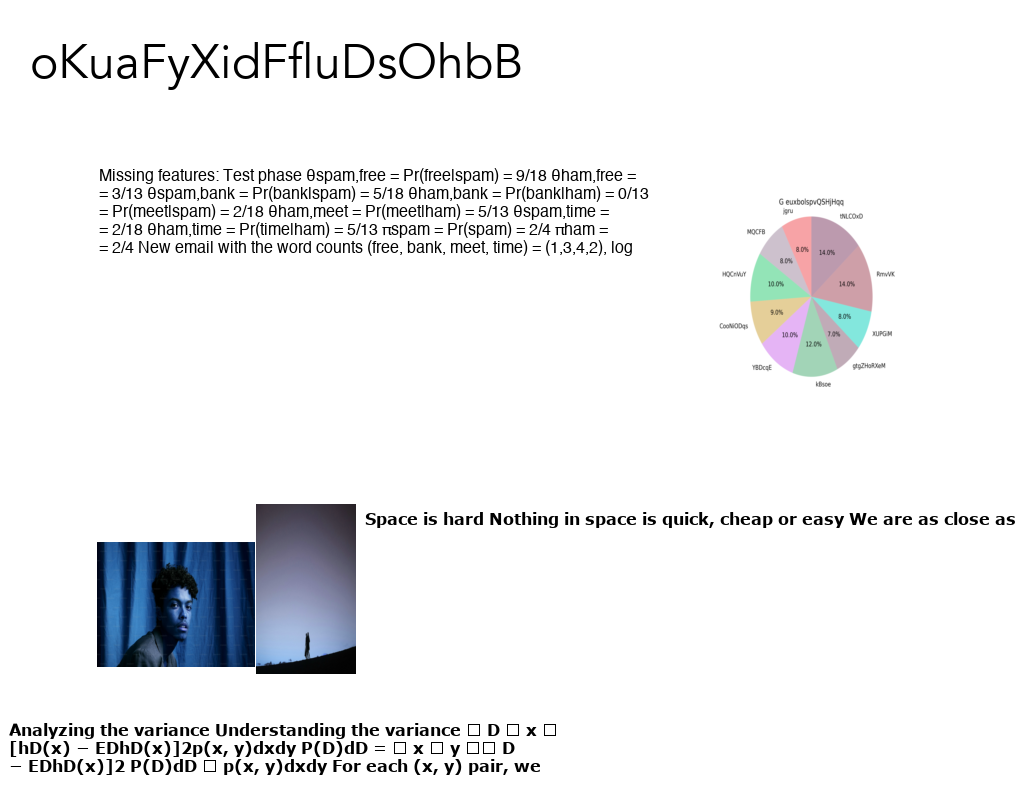 oKuaFyXidFfluDsOhbB
Missing features: Test phase θspam,free = Pr(free|spam) = 9/18 θham,free =
= 3/13 θspam,bank = Pr(bank|spam) = 5/18 θham,bank = Pr(bank|ham) = 0/13
= Pr(meet|spam) = 2/18 θham,meet = Pr(meet|ham) = 5/13 θspam,time =
= 2/18 θham,time = Pr(time|ham) = 5/13 πspam = Pr(spam) = 2/4 πham =
= 2/4 New email with the word counts (free, bank, meet, time) = (1,3,4,2), log
G euxbolspvQSHjHqq
jgru
tNLCOxD
MQCFB
8.0%
14.0%
8.0%
HQCnVuY
RmvVK
10.0%
14.0%
9.0%
8.0%
CooNiODqs
XUPGiM
10.0%
7.0%
12.0%
YBDcqE
gtgZHoRXeM
kBsoe
Space is hard Nothing in space is quick, cheap or easy We are as close as
Analyzing the variance Understanding the variance □ D □ x □
[hD(x) − EDhD(x)]2p(x, y)dxdy P(D)dD = □ x □ y □□ D
− EDhD(x)]2 P(D)dD □ p(x, y)dxdy For each (x, y) pair, we